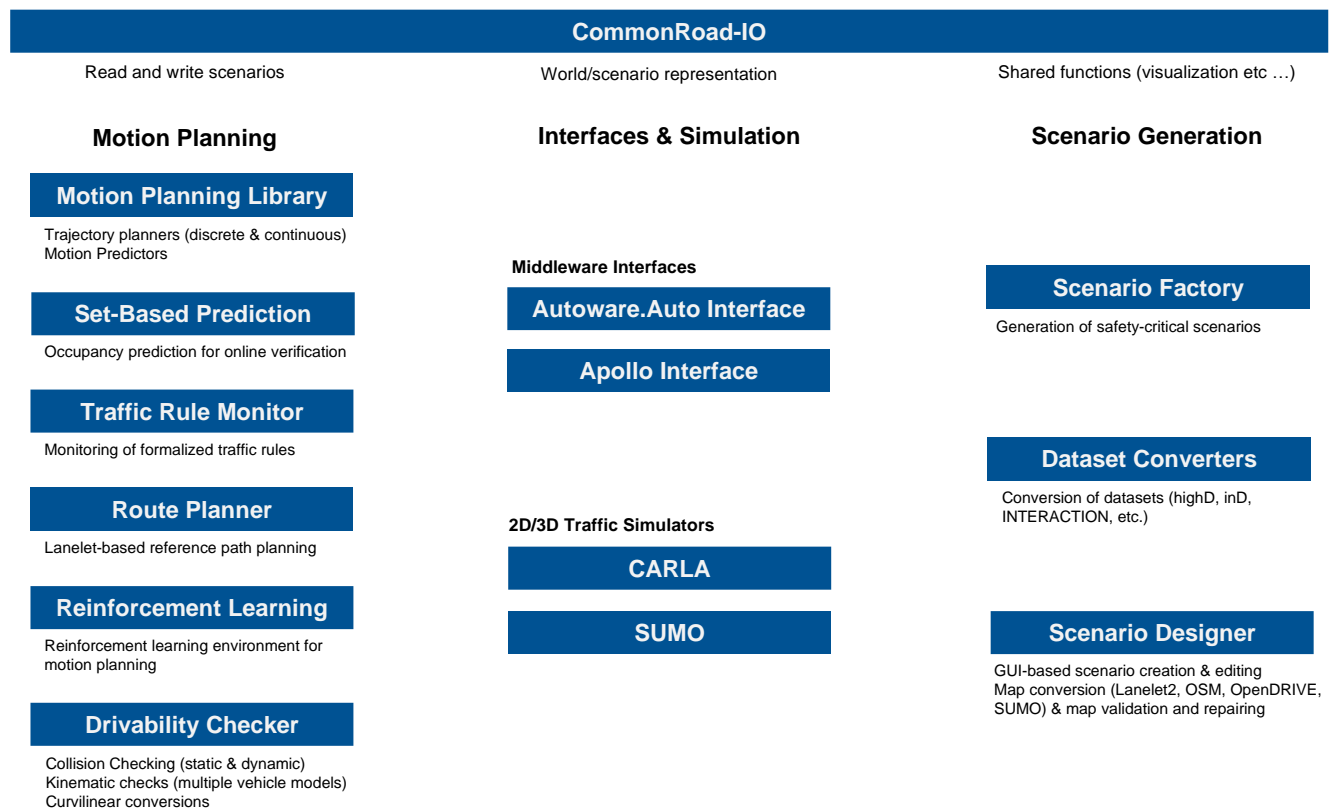 CommonRoad-IO
Read and write scenarios
World/scenario representation
Shared functions (visualization etc …)
Motion Planning
Motion Planning Library
Trajectory planners (discrete & continuous)
Motion Predictors
Set-Based Prediction
Occupancy prediction for online verification
Traffic Rule Monitor
Monitoring of formalized traffic rules
Route Planner
Lanelet-based reference path planning
Reinforcement Learning
Reinforcement learning environment for
motion planning
Drivability Checker
Collision Checking (static & dynamic)
Kinematic checks (multiple vehicle models)
Curvilinear conversions
Interfaces & Simulation
Middleware Interfaces
Autoware.Auto Interface
Apollo Interface
2D/3D Traffic Simulators
CARLA
SUMO
Scenario Generation
Scenario Factory
Generation of safety-critical scenarios
Dataset Converters
Conversion of datasets (highD, inD,
INTERACTION, etc.)
Scenario Designer
GUI-based scenario creation & editing
Map conversion (Lanelet2, OSM, OpenDRIVE,
SUMO) & map validation and repairing